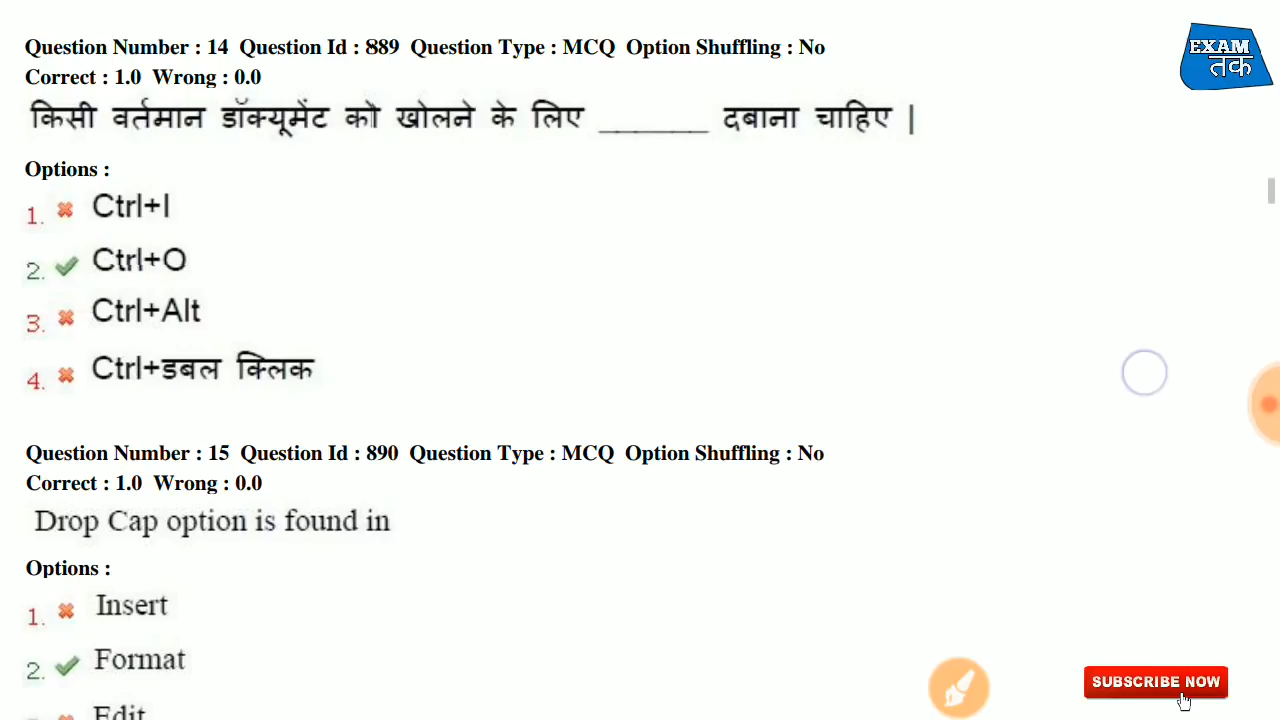 Question Number : 14 Question Id : 889 Question Type : MCQ Option Shuffling : No
Correct : 1.0 Wrong : 0.0
किसी वर्तमान डॉक्यूमेंट को खोलने के लिए ________ दबाना चाहिए |
Options :
1. Ctrl+I
2. Ctrl+O
3. Ctrl+Alt
4. Ctrl+डबल क्लिक
Question Number : 15 Question Id : 890 Question Type : MCQ Option Shuffling : No
Correct : 1.0 Wrong : 0.0
Drop Cap option is found in
Options :
1. Insert
2. Format
Edit
EXAM
तक
SUBSCRIBE NOW